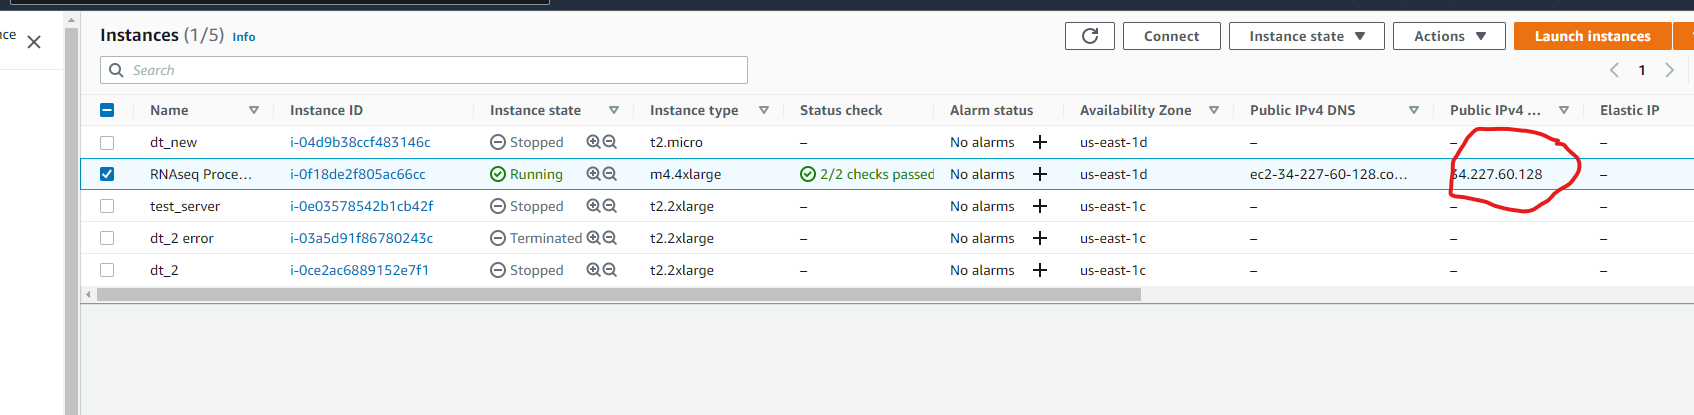 nce
Instances (1/5) Info
Connect Instance state Actions Launch instances
Search
1
Name Instance ID Instance state Instance type Status check Alarm status Availability Zone Public IPv4 DNS Public IPv4 ... Elastic IP
dt_new i-04d9b38ccf483146c Stopped t2.micro – No alarms + us-east-1d – – –
RNAseq Proce... i-0f18de2f805ac66cc Running m4.4xlarge 2/2 checks passed No alarms + us-east-1d ec2-34-227-60-128.co... 34.227.60.128 –
test_server i-0e03578542b1cb42f Stopped t2.2xlarge – No alarms + us-east-1c – – –
dt_2 error i-03a5d91f86780243c Terminated t2.2xlarge – No alarms + us-east-1c – – –
dt_2 i-0ce2ac6889152e7f1 Stopped t2.2xlarge – No alarms + us-east-1c – – –